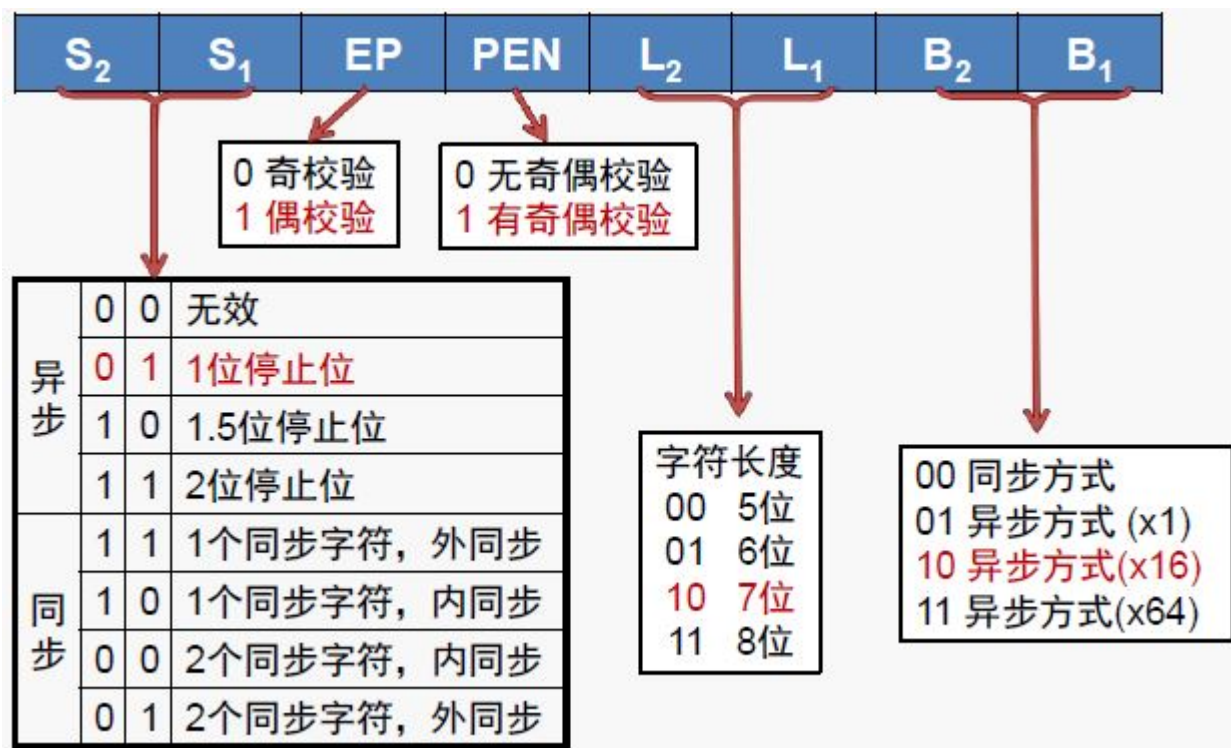 S₂ S₁ EP PEN L₂ L₁ B₂ B₁
0 奇校验
1 偶校验
0 无奇偶校验
1 有奇偶校验
异步
0 0 无效
0 1 1位停止位
1 0 1.5位停止位
1 1 2位停止位
同步
1 1 1个同步字符，外同步
1 0 1个同步字符，内同步
0 0 2个同步字符，内同步
0 1 2个同步字符，外同步
字符长度
00 5位
01 6位
10 7位
11 8位
00 同步方式
01 异步方式 (x1)
10 异步方式(x16)
11 异步方式(x64)